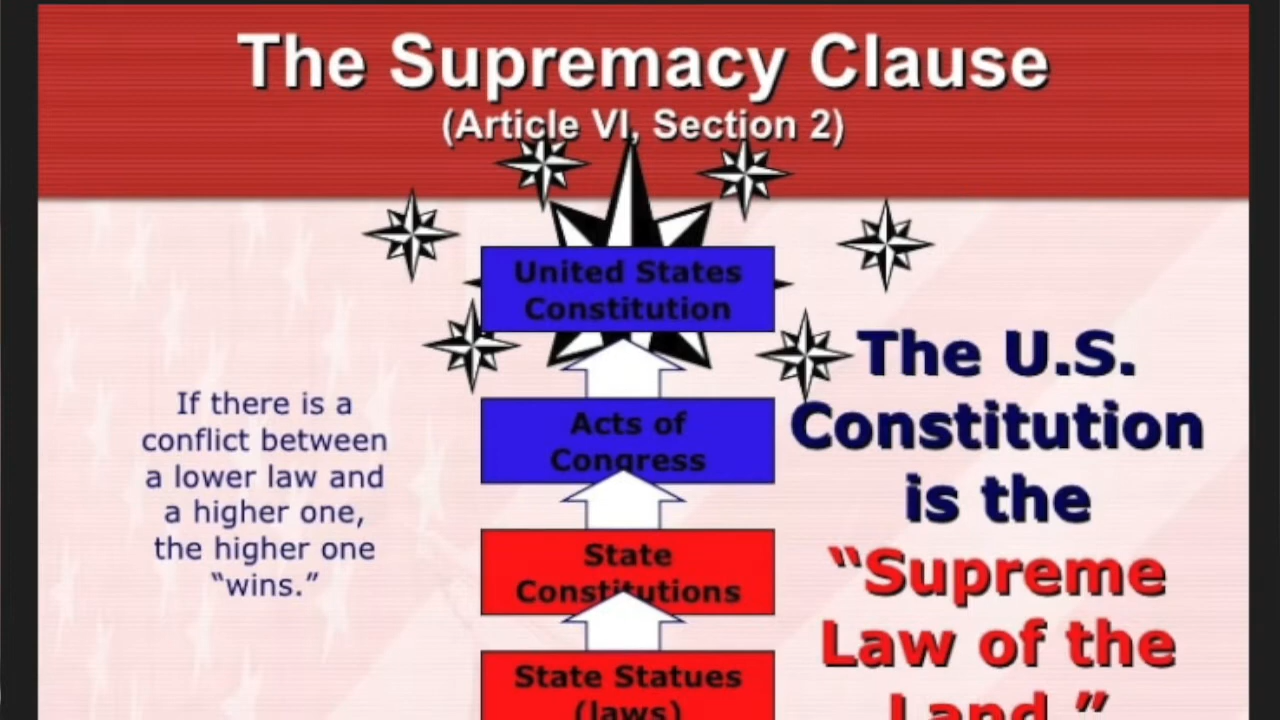 The Supremacy Clause
(Article VI, Section 2)
United States
Constitution
Acts of
Congress
State
Constitutions
State Statues
(laws)
If there is a
conflict between
a lower law and
a higher one,
the higher one
“wins.”
The U.S.
Constitution
is the
“Supreme
Law of the
Land.”